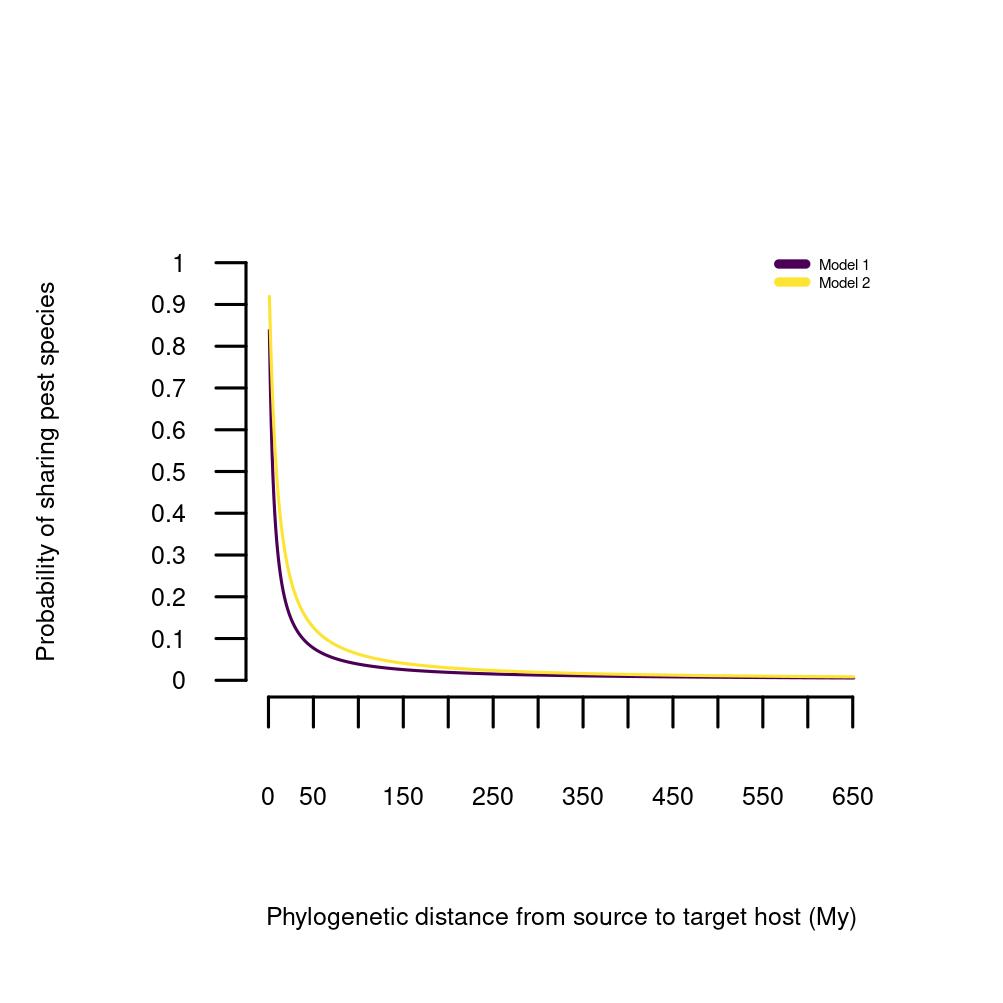 Model 1
Model 2
Probability of sharing pest species
1
0.9
0.8
0.7
0.6
0.5
0.4
0.3
0.2
0.1
0
0 50 150 250 350 450 550 650
Phylogenetic distance from source to target host (My)